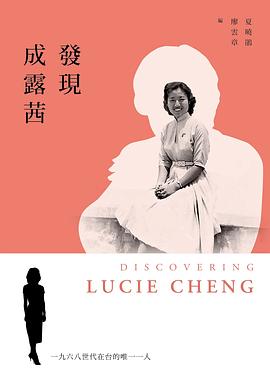 發現
成露茜
夏曉鵑
廖雲章
編
DISCOVERING
LUCIE CHENG
一九六八世代在台的唯一一人